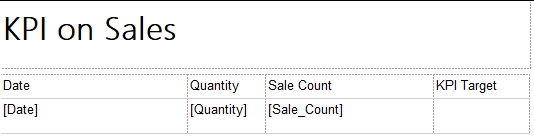 KPI on Sales
Date Quantity Sale Count KPI Target
[Date] [Quantity] [Sale_Count]